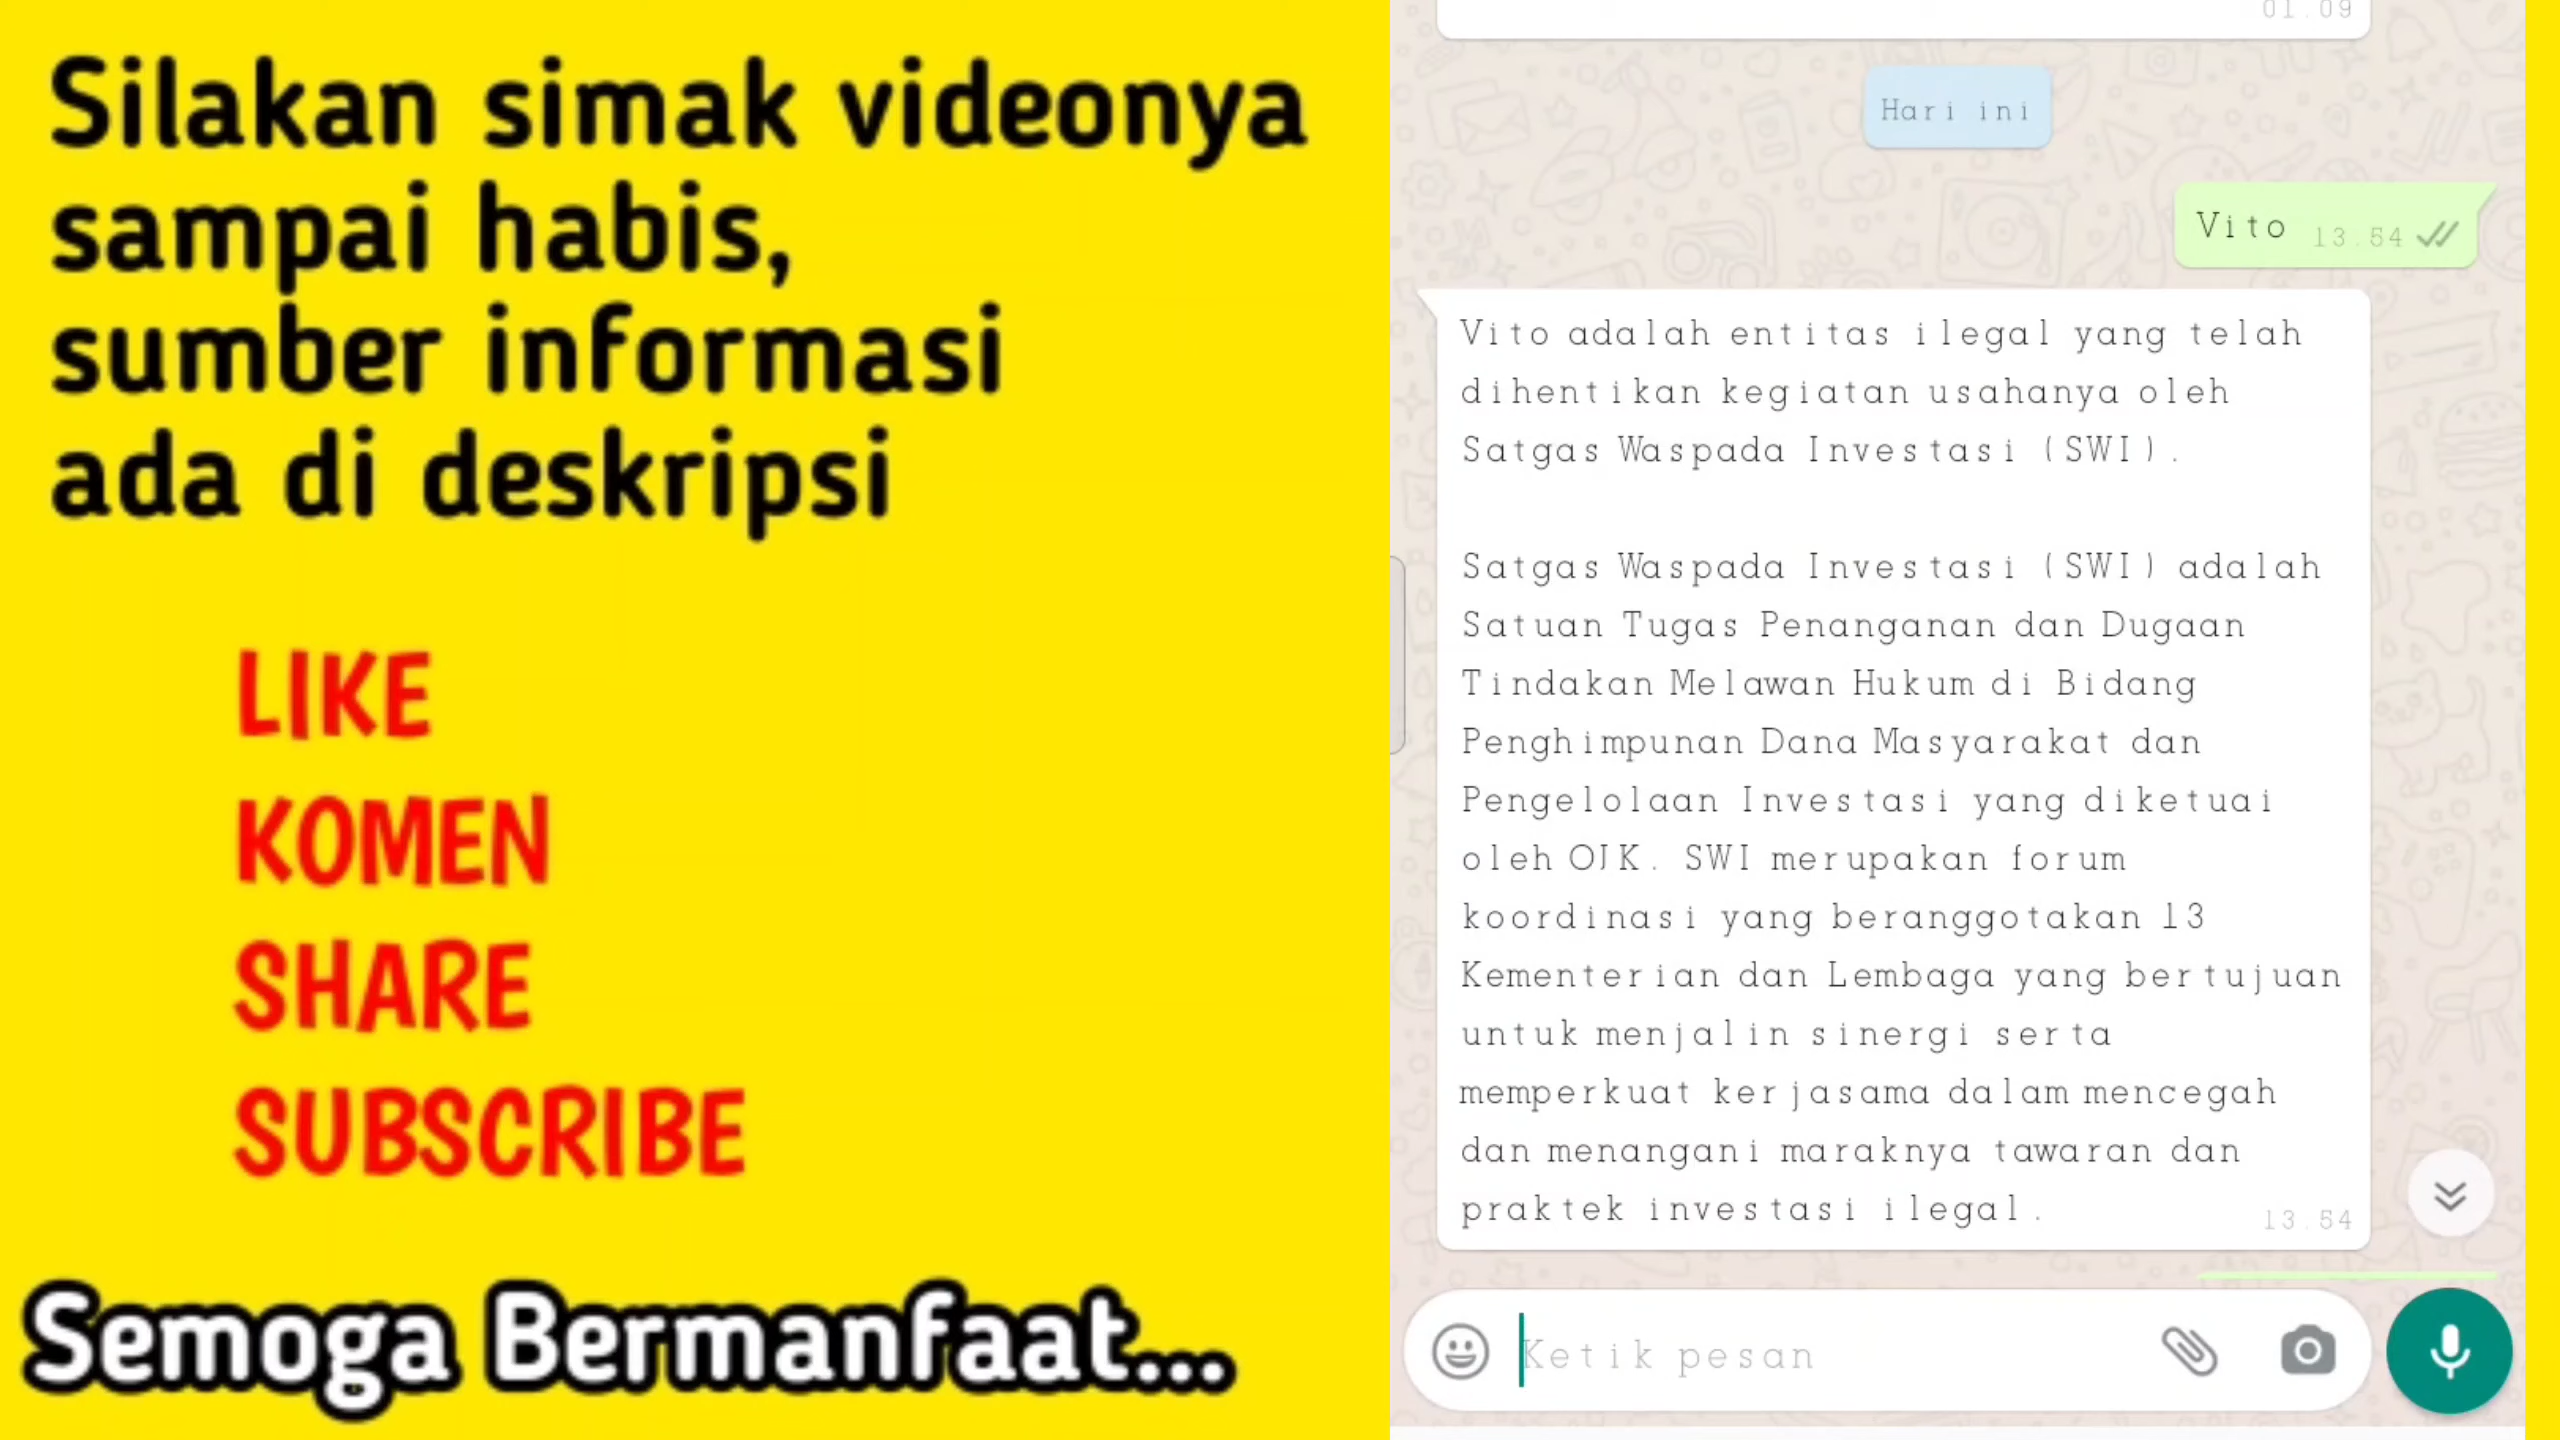 Silakan simak videonya
sampai habis,
sumber informasi
ada di deskripsi
LIKE
KOMEN
SHARE
SUBSCRIBE
Semoga Bermanfaat...
01.09
Hari ini
Vito 13.54
Vito adalah entitas ilegal yang telah
dihentikan kegiatan usahanya oleh
Satgas Waspada Investasi (SWI).
Satgas Waspada Investasi (SWI) adalah
Satuan Tugas Penanganan dan Dugaan
Tindakan Melawan Hukum di Bidang
Penghimpunan Dana Masyarakat dan
Pengelolaan Investasi yang diketuai
oleh OJK. SWI merupakan forum
koordinasi yang beranggotakan 13
Kementerian dan Lembaga yang bertujuan
untuk menjalin sinergi serta
memperkuat kerjasama dalam mencegah
dan menangani maraknya tawaran dan
praktek investasi ilegal.
13.54
Ketik pesan